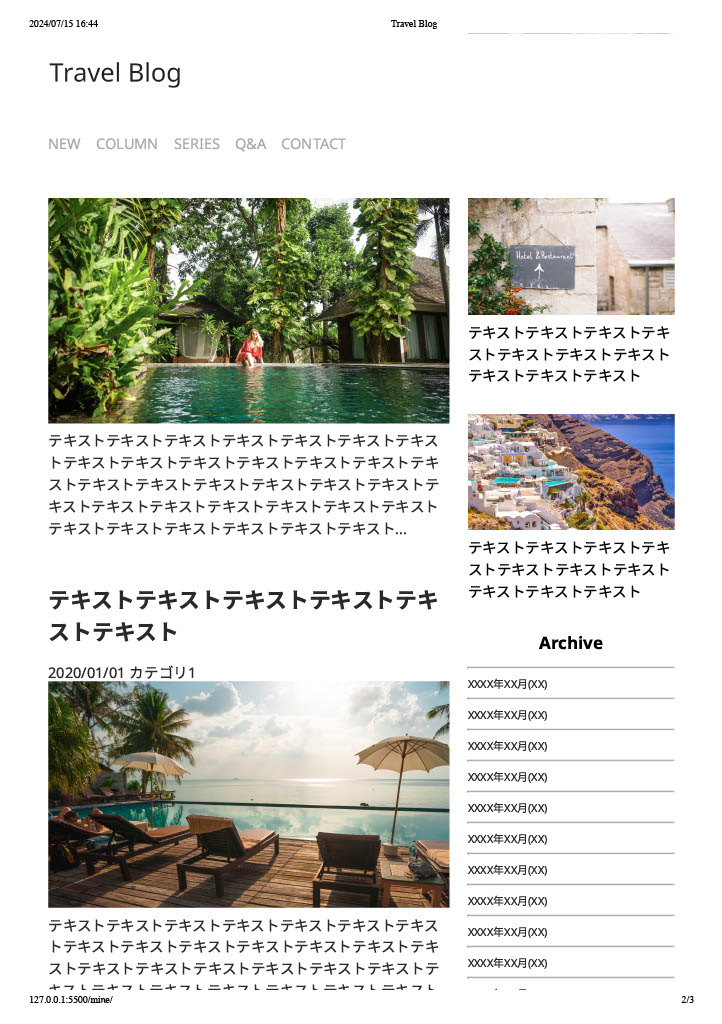 2024/07/15 16:44
Travel Blog
Travel Blog
NEW COLUMN SERIES Q&A CONTACT
テキストテキストテキストテキストテキストテキストテキス
トテキストテキストテキストテキストテキストテキストテキ
ストテキストテキストテキストテキストテキストテキストテ
キストテキストテキストテキストテキストテキストテキスト
テキストテキストテキストテキストテキストテキスト...
テキストテキストテキストテキストテキ
ストテキスト
2020/01/01 カテゴリ1
テキストテキストテキストテキストテキストテキストテキス
トテキストテキストテキストテキストテキストテキストテキ
ストテキストテキストテキストテキストテキストテキストテ
キストテキストテキストテキストテキストテキストテキスト
Hotel & Restaurant
テキストテキストテキストテキ
ストテキストテキストテキスト
テキストテキストテキスト
テキストテキストテキストテキ
ストテキストテキストテキスト
テキストテキストテキスト
Archive
XXXX年XX月(XX)
XXXX年XX月(XX)
XXXX年XX月(XX)
XXXX年XX月(XX)
XXXX年XX月(XX)
XXXX年XX月(XX)
XXXX年XX月(XX)
XXXX年XX月(XX)
XXXX年XX月(XX)
XXXX年XX月(XX)
127.0.0.1:5500/mine/
2/3